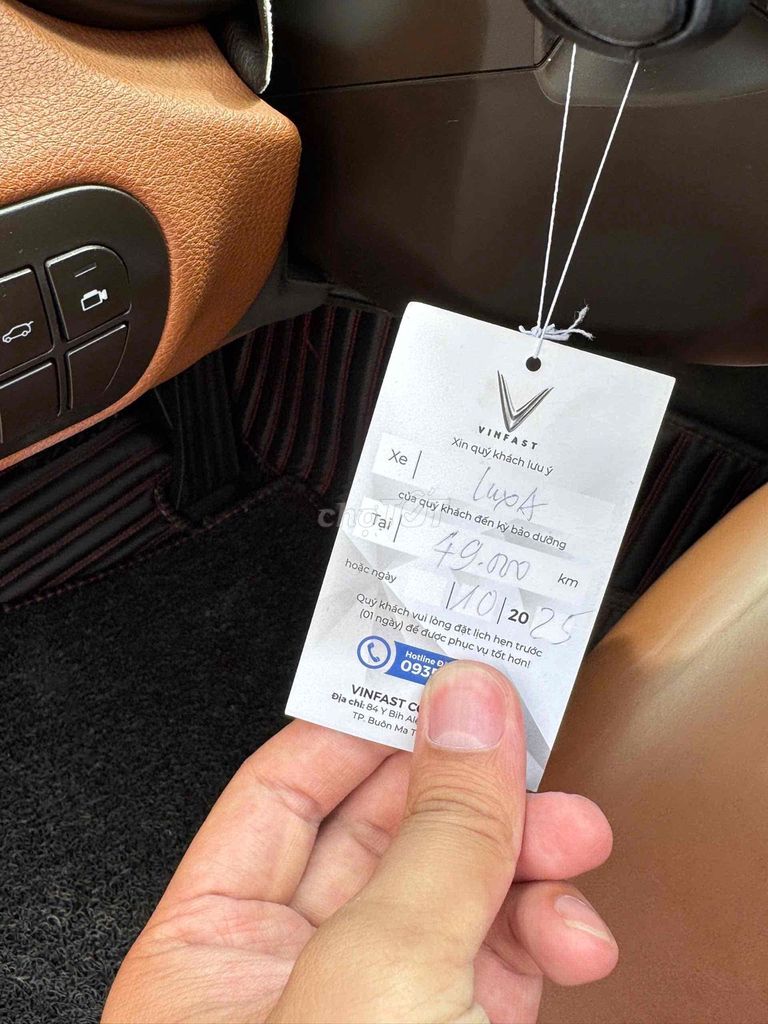 VINFAST
Xin quý khách lưu ý
Xe | LuxA
của quý khách đến kỳ bảo dưỡng
Tại | 49.000 km
hoặc ngày |10|2025
Quý khách vui lòng đặt lịch hẹn trước
(01 ngày) để được phục vụ tốt hơn!
Hotline
093
VINFAST
Địa chỉ: 84 Y Bih
TP. Buôn Ma
chợTỐT